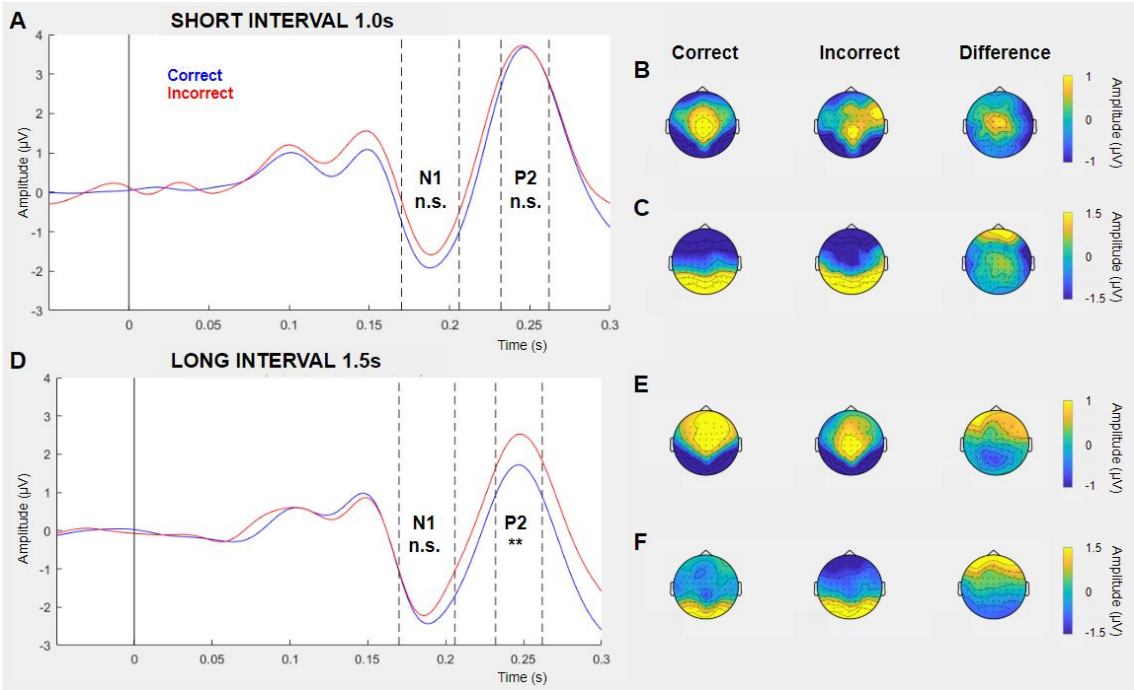 A
SHORT INTERVAL 1.0s
4
3
2
1
0
-1
-2
-3
Amplitude (µV)
Correct
Incorrect
N1
n.s.
P2
n.s.
0
0.05
0.1
0.15
0.2
0.25
0.3
Time (s)
Correct
Incorrect
Difference
B
1
0
-1
Amplitude (µV)
C
1.5
0
-1.5
Amplitude (µV)
D
LONG INTERVAL 1.5s
4
3
2
1
0
-1
-2
-3
Amplitude (µV)
N1
n.s.
P2
**
0
0.05
0.1
0.15
0.2
0.25
0.3
Time (s)
E
1
0
-1
Amplitude (µV)
F
1.5
0
-1.5
Amplitude (µV)